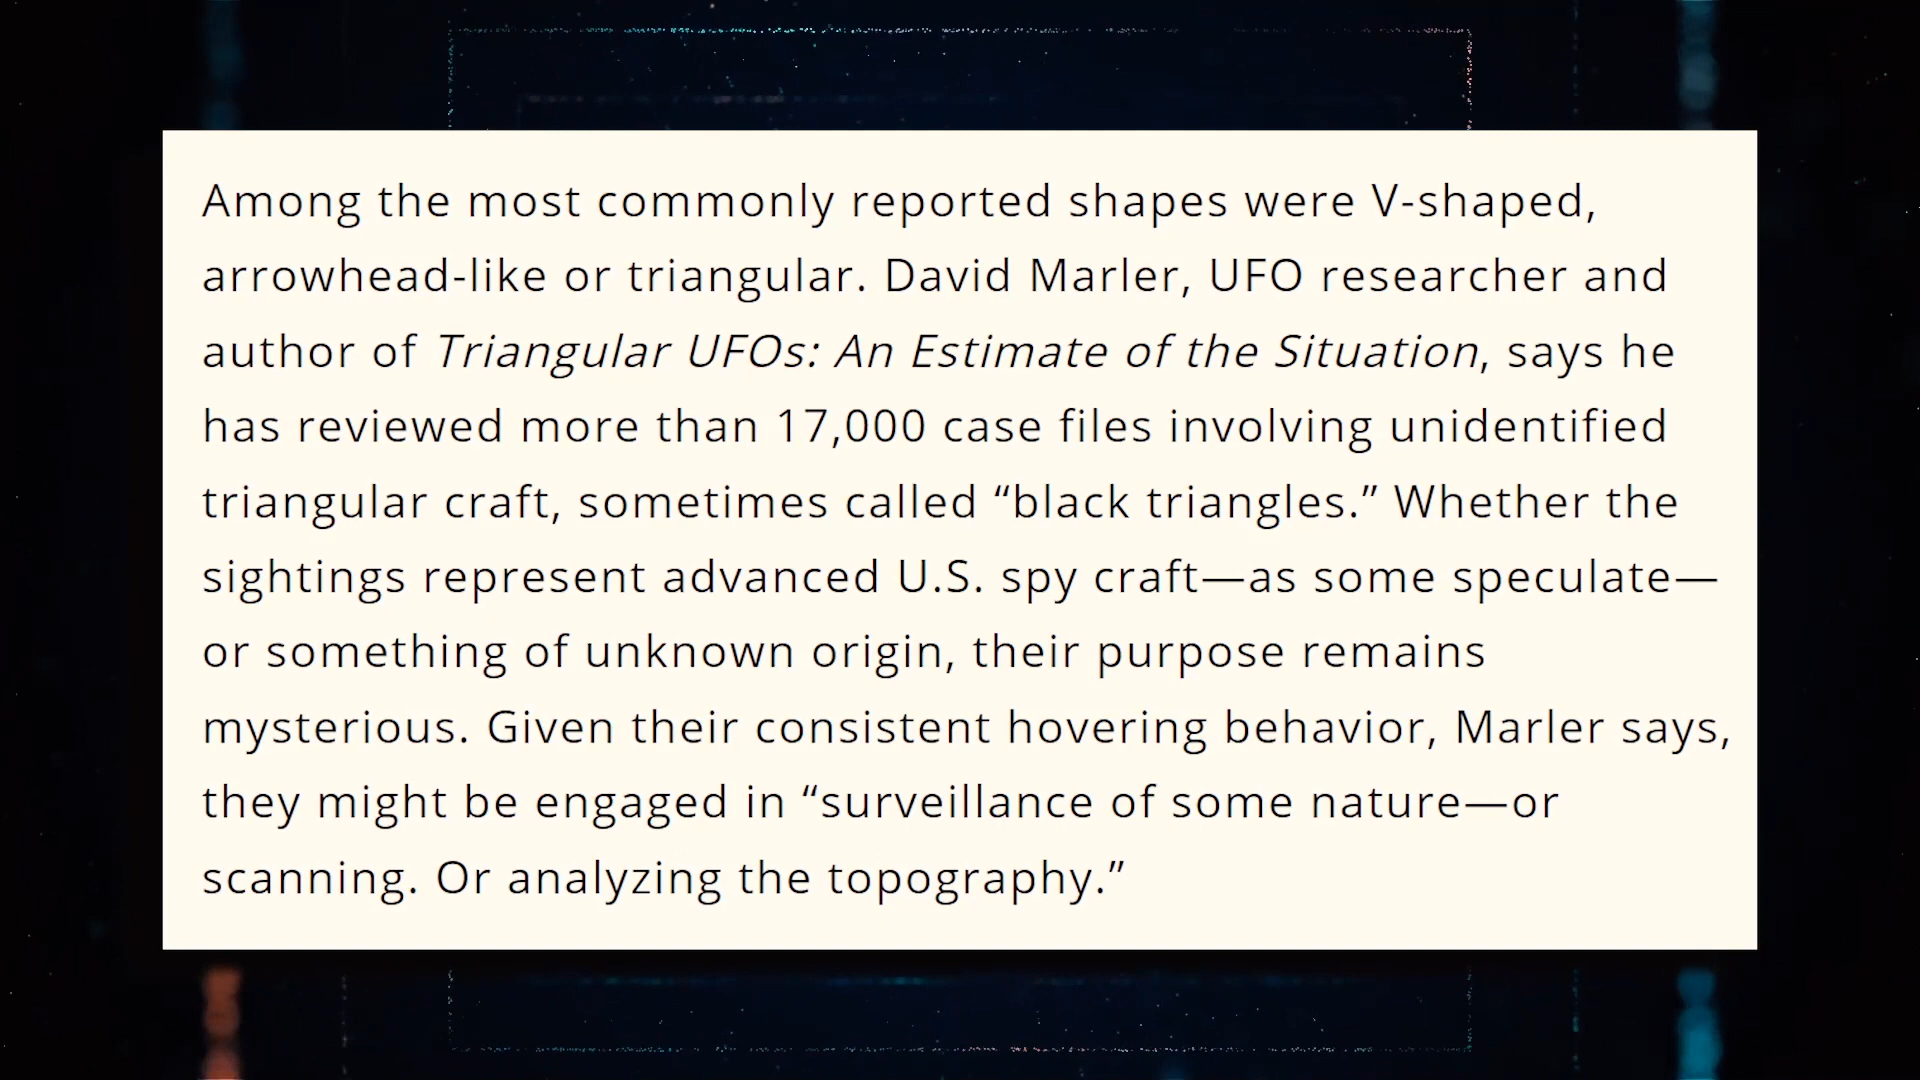 Among the most commonly reported shapes were V-shaped,
arrowhead-like or triangular. David Marler, UFO researcher and
author of Triangular UFOs: An Estimate of the Situation, says he
has reviewed more than 17,000 case files involving unidentified
triangular craft, sometimes called “black triangles.” Whether the
sightings represent advanced U.S. spy craft—as some speculate—
or something of unknown origin, their purpose remains
mysterious. Given their consistent hovering behavior, Marler says,
they might be engaged in “surveillance of some nature—or
scanning. Or analyzing the topography.”